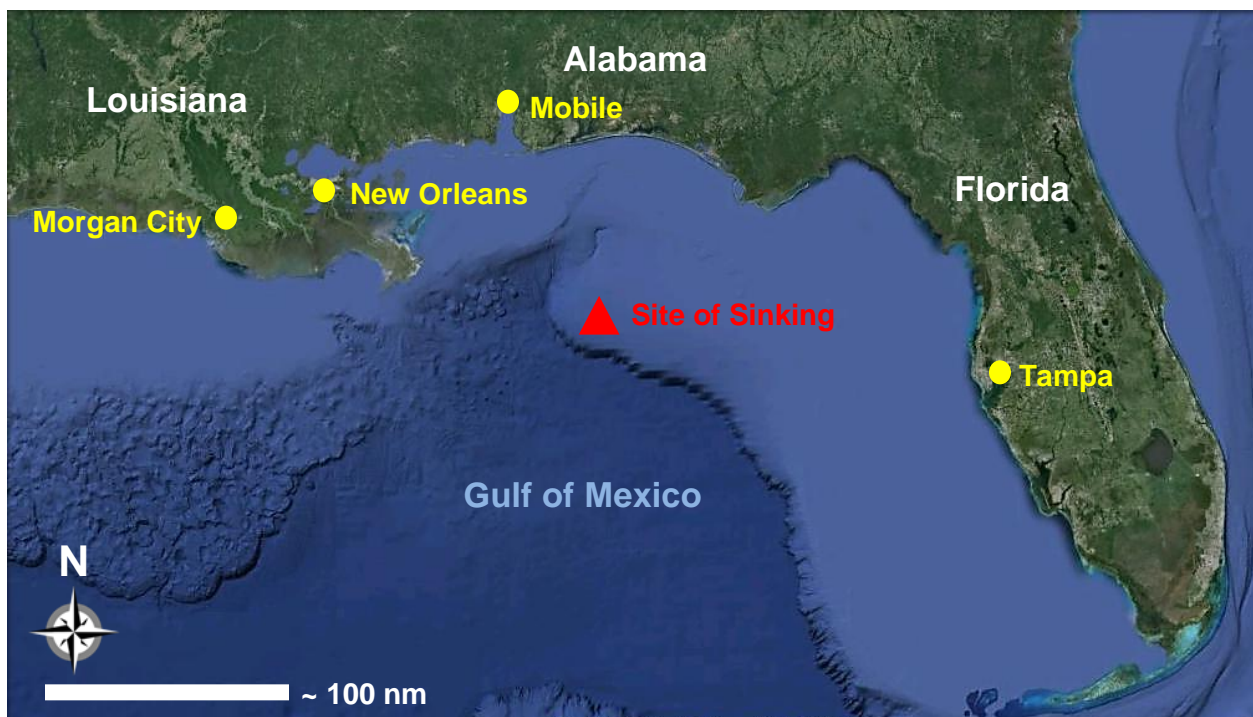 Alabama
Louisiana
Mobile
New Orleans
Florida
Morgan City
Site of Sinking
Tampa
Gulf of Mexico
N
~ 100 nm